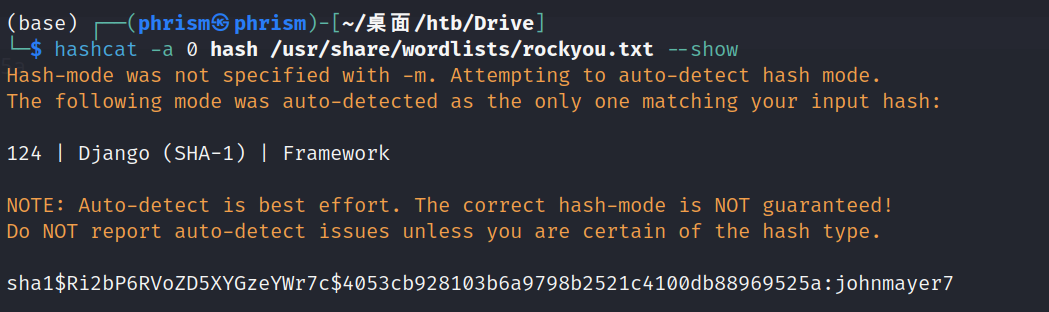 (base) ┌──(phrism㉿phrism)-[~/桌面/htb/Drive]
└─$ hashcat -a 0 hash /usr/share/wordlists/rockyou.txt --show
Hash-mode was not specified with -m. Attempting to auto-detect hash mode.
The following mode was auto-detected as the only one matching your input hash:
124 | Django (SHA-1) | Framework
NOTE: Auto-detect is best effort. The correct hash-mode is NOT guaranteed!
Do NOT report auto-detect issues unless you are certain of the hash type.
sha1$Ri2bP6RVoZD5XYGzeYWr7c$4053cb928103b6a9798b2521c4100db88969525a:johnmayer7